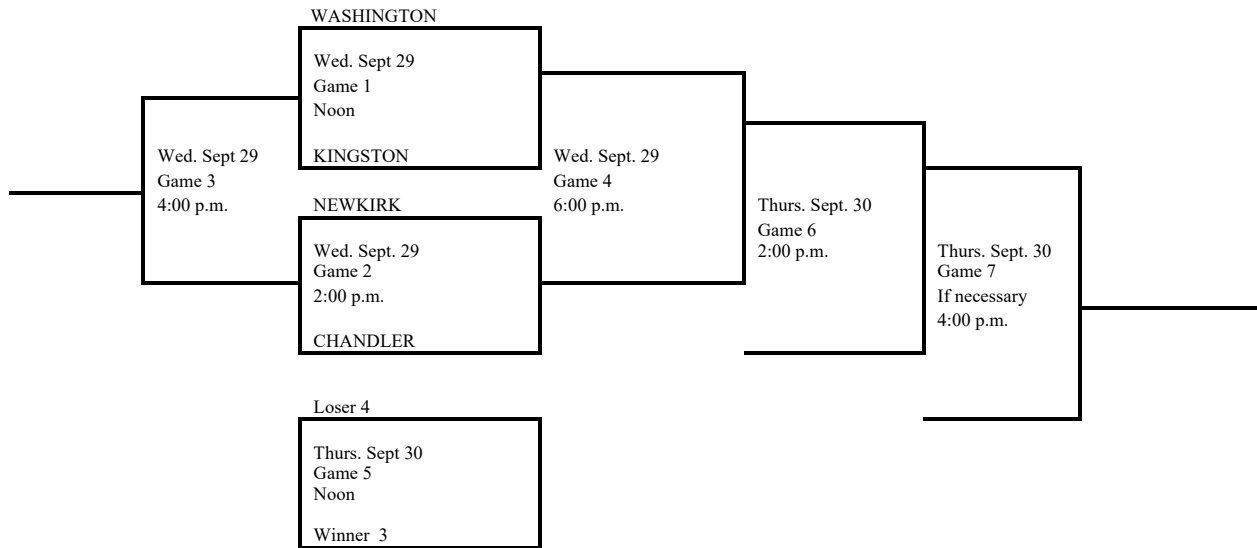 WASHINGTON
Wed. Sept 29
Game 1
Noon
KINGSTON
Wed. Sept 29
Game 3
4:00 p.m.
NEWKIRK
Wed. Sept. 29
Game 2
2:00 p.m.
CHANDLER
Wed. Sept. 29
Game 4
6:00 p.m.
Thurs. Sept. 30
Game 6
2:00 p.m.
Thurs. Sept. 30
Game 7
If necessary
4:00 p.m.
Loser 4
Thurs. Sept 30
Game 5
Noon
Winner  3